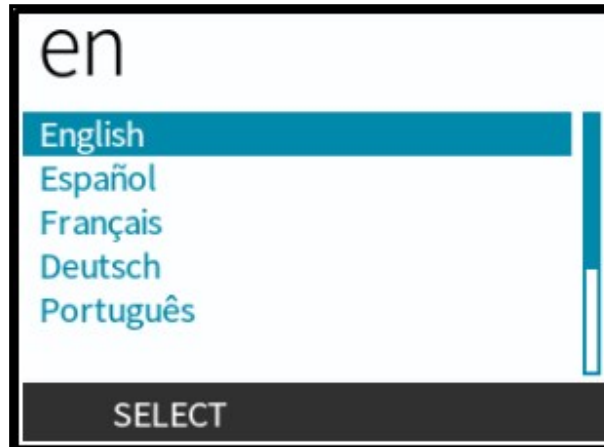 en
English
Español
Français
Deutsch
Português
SELECT